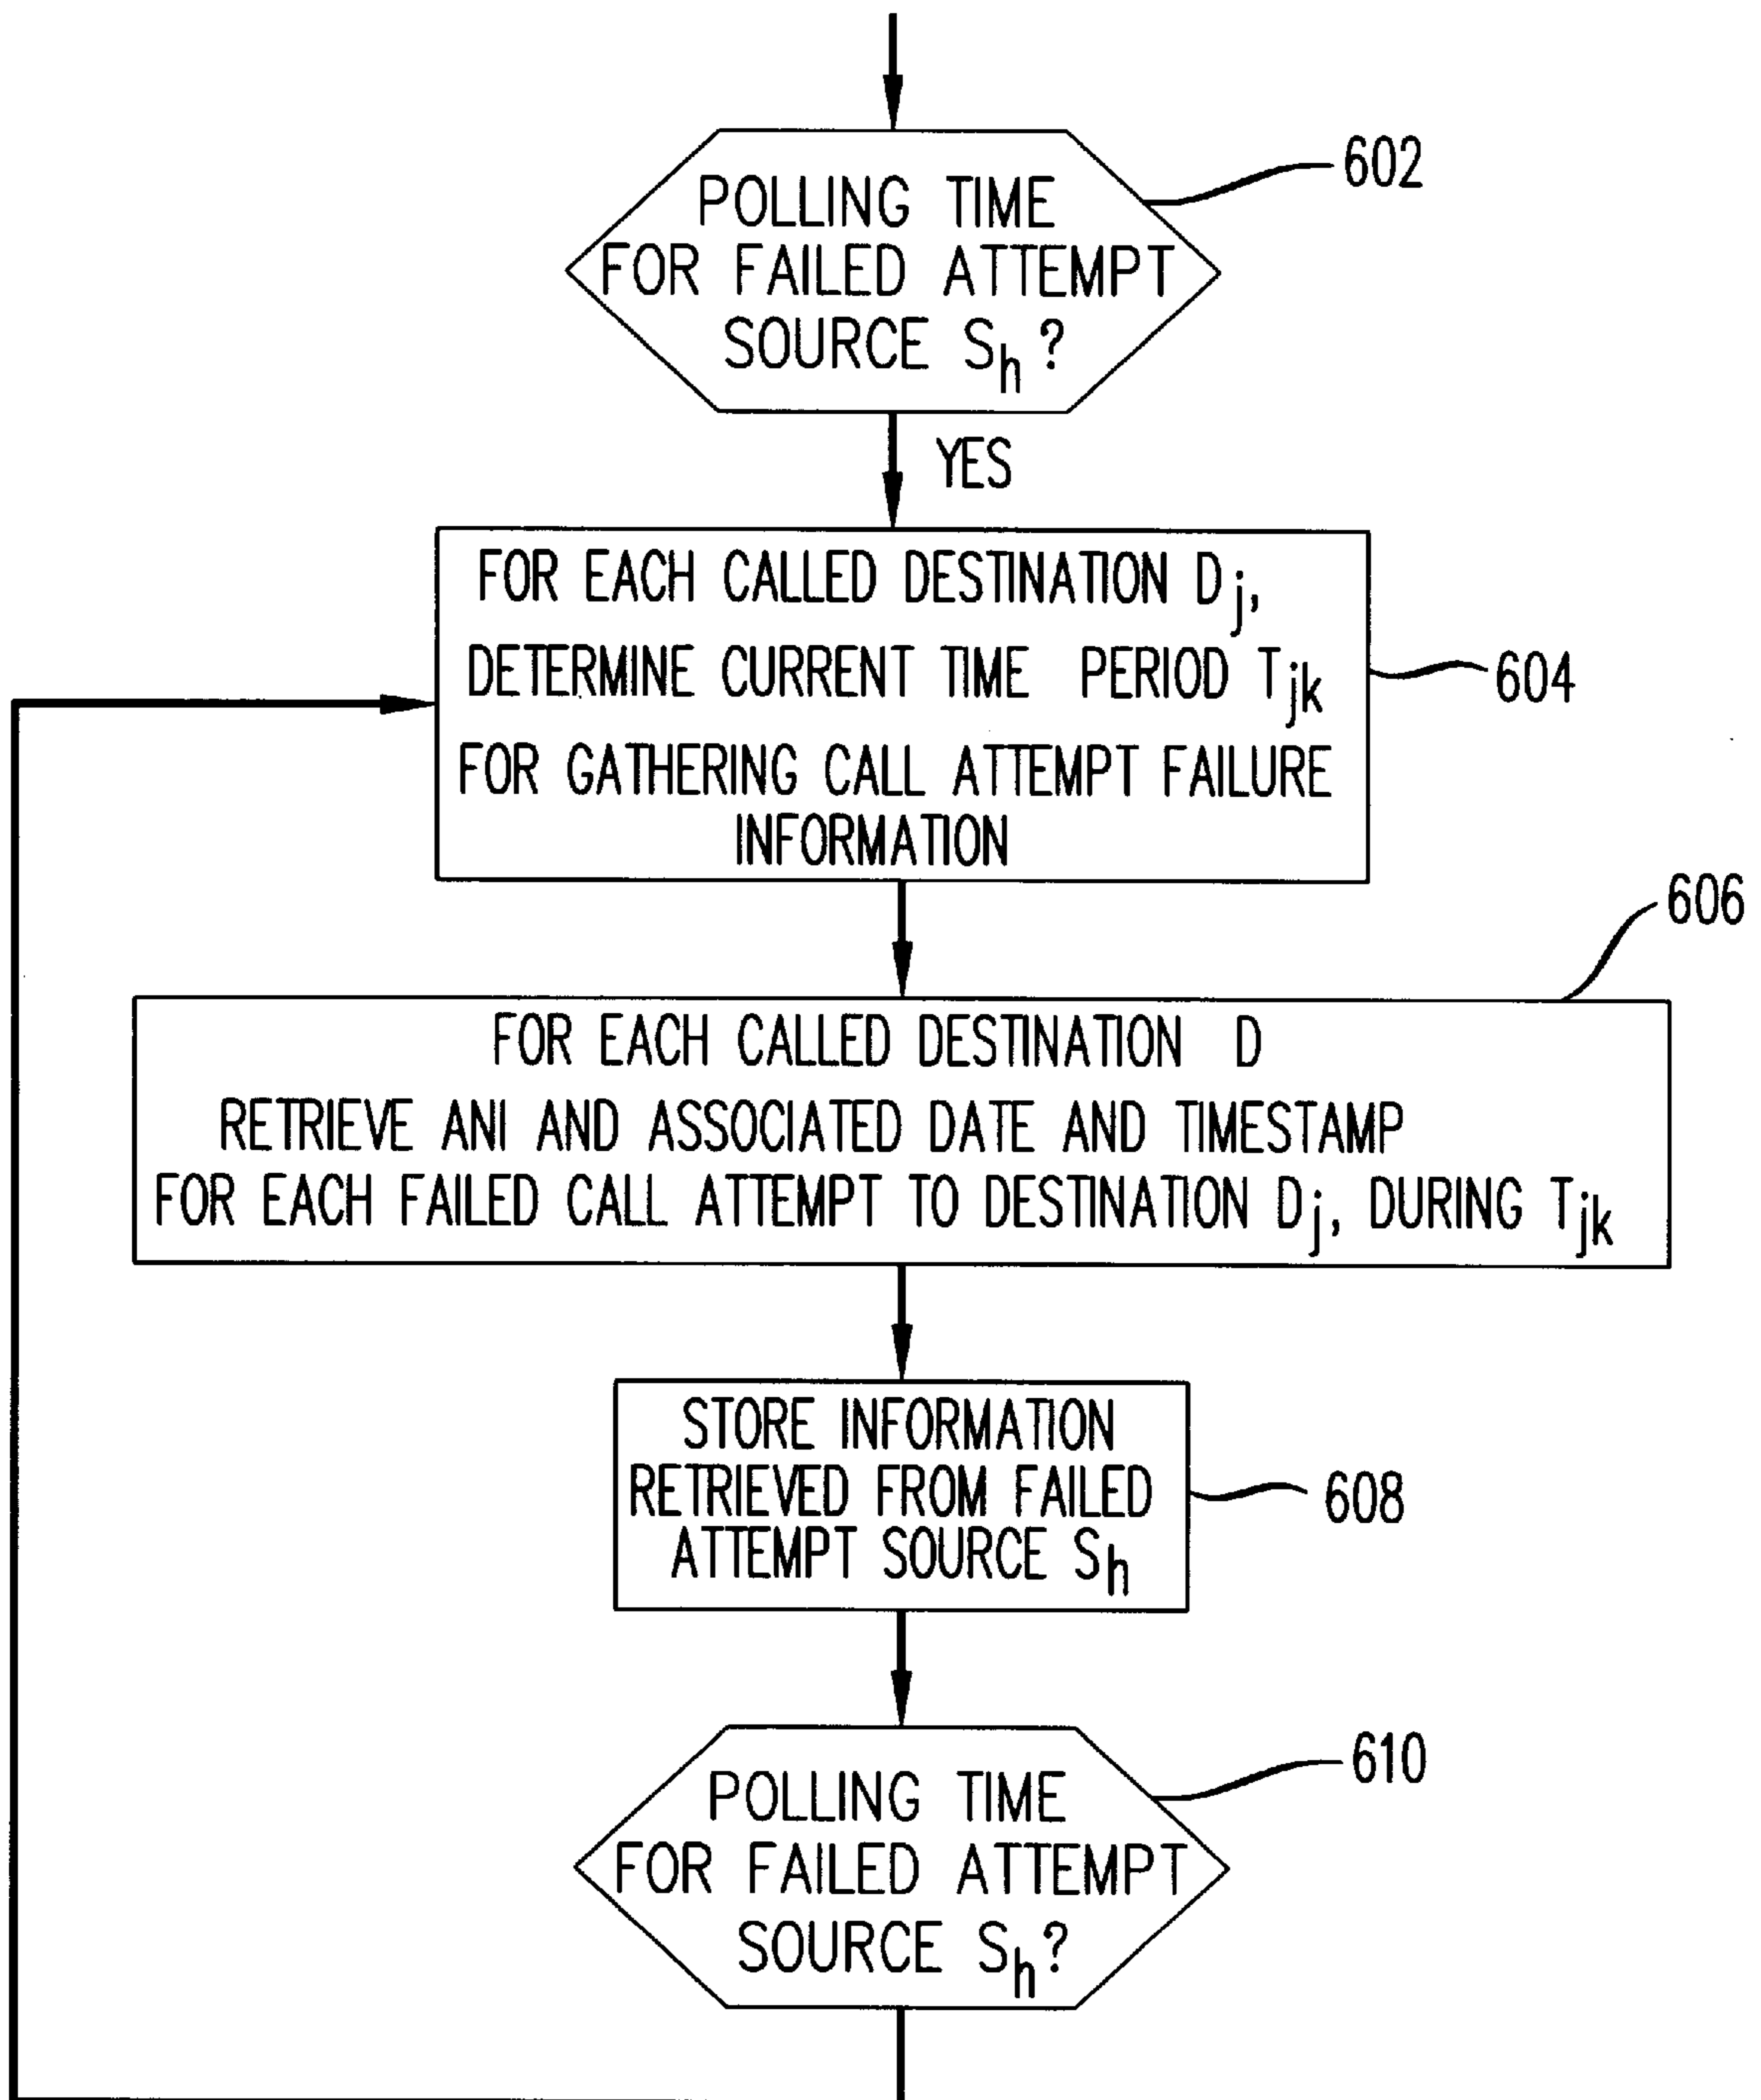 POLLING TIME
FOR FAILED ATTEMPT
SOURCE Sh ?
602
YES
FOR EACH CALLED DESTINATION Dj,
DETERMINE CURRENT TIME PERIOD Tjk
FOR GATHERING CALL ATTEMPT FAILURE
INFORMATION
604
606
FOR EACH CALLED DESTINATION D
RETRIEVE ANI AND ASSOCIATED DATE AND TIMESTAMP
FOR EACH FAILED CALL ATTEMPT TO DESTINATION Dj, DURING Tjk
STORE INFORMATION
RETRIEVED FROM FAILED
ATTEMPT SOURCE Sh
608
POLLING TIME
FOR FAILED ATTEMPT
SOURCE Sh?
610